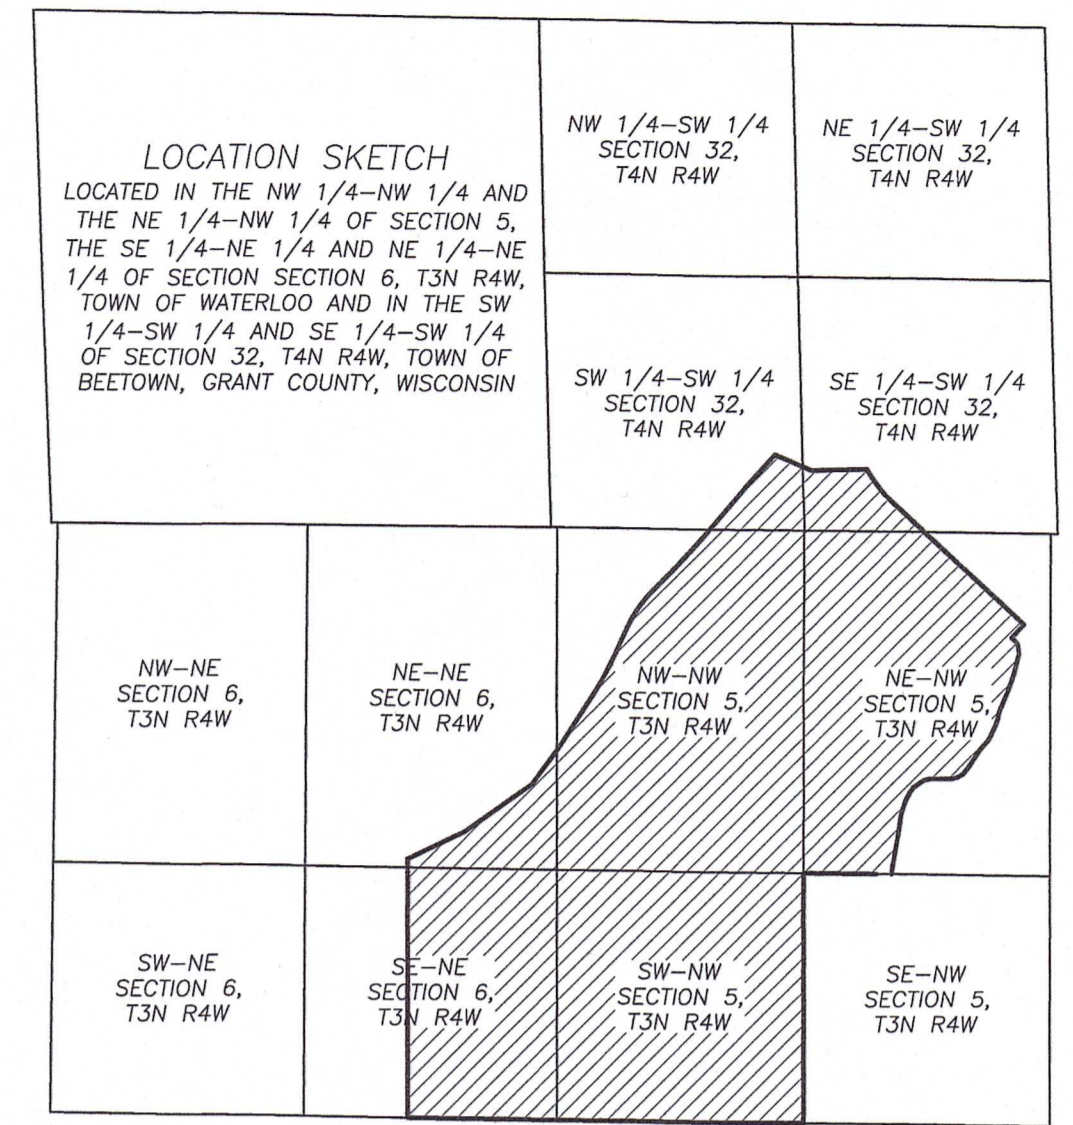 LOCATION SKETCH
LOCATED IN THE NW 1/4-NW 1/4 AND
THE NE 1/4-NW 1/4 OF SECTION 5,
THE SE 1/4-NE 1/4 AND NE 1/4-NE
1/4 OF SECTION SECTION 6, T3N R4W,
TOWN OF WATERLOO AND IN THE SW
1/4-SW 1/4 AND SE 1/4-SW 1/4
OF SECTION 32, T4N R4W, TOWN OF
BEETOWN, GRANT COUNTY, WISCONSIN
NW 1/4-SW 1/4
SECTION 32,
T4N R4W
NE 1/4-SW 1/4
SECTION 32,
T4N R4W
SW 1/4-SW 1/4
SECTION 32,
T4N R4W
SE 1/4-SW 1/4
SECTION 32,
T4N R4W
NW-NE
SECTION 6,
T3N R4W
NE-NE
SECTION 6,
T3N R4W
NW-NW
SECTION 5,
T3N R4W
NE-NW
SECTION 5,
T3N R4W
SW-NE
SECTION 6,
T3N R4W
SE-NE
SECTION 6,
T3N R4W
SW-NW
SECTION 5,
T3N R4W
SE-NW
SECTION 5,
T3N R4W